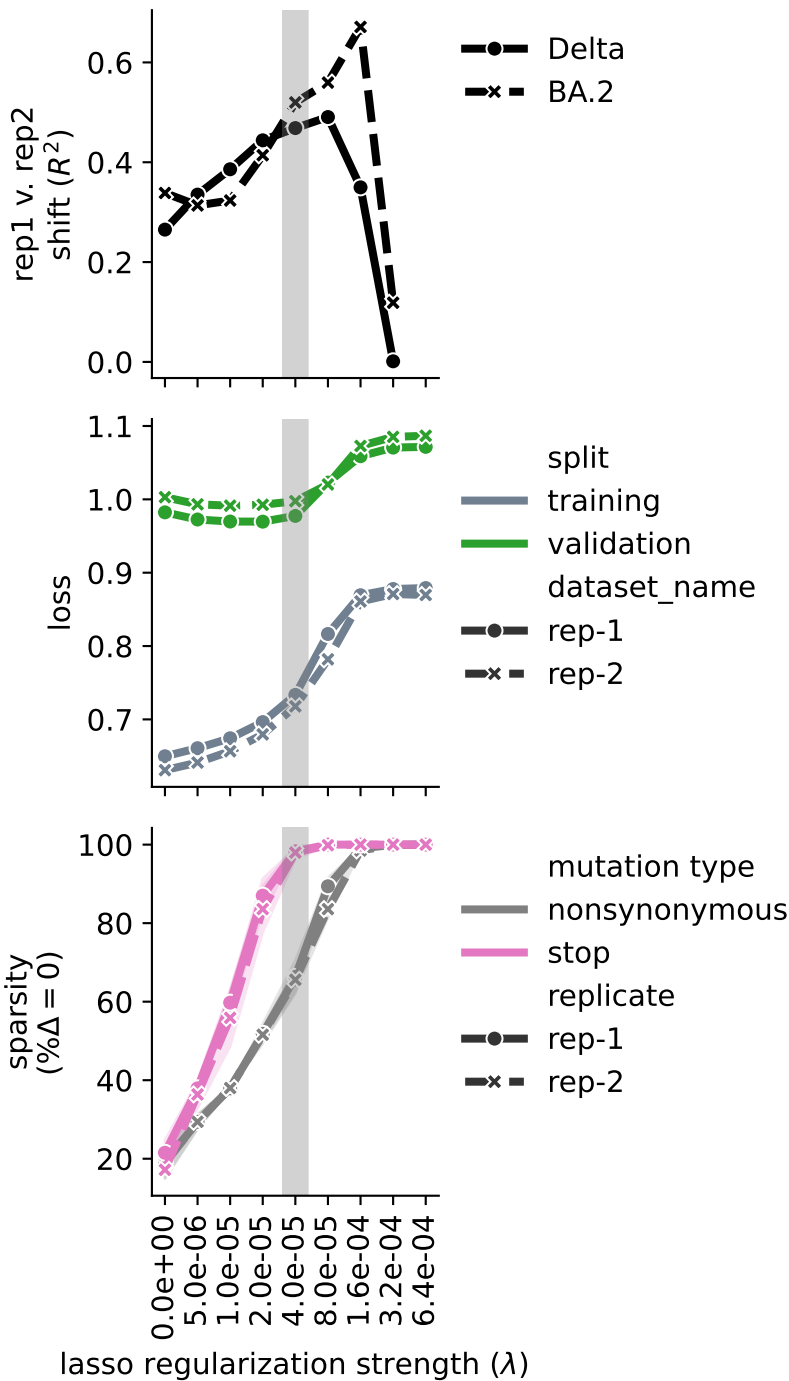 rep1 v. rep2
shift (R²)
0.6
0.4
0.2
0.0
Delta
BA.2
loss
1.1
1.0
0.9
0.8
0.7
split
training
validation
dataset_name
rep-1
rep-2
sparsity
(%Δ = 0)
100
80
60
40
20
mutation type
nonsynonymous
stop
replicate
rep-1
rep-2
0.0e+00
5.0e-06
1.0e-05
2.0e-05
4.0e-05
8.0e-05
1.6e-04
3.2e-04
6.4e-04
lasso regularization strength (λ)